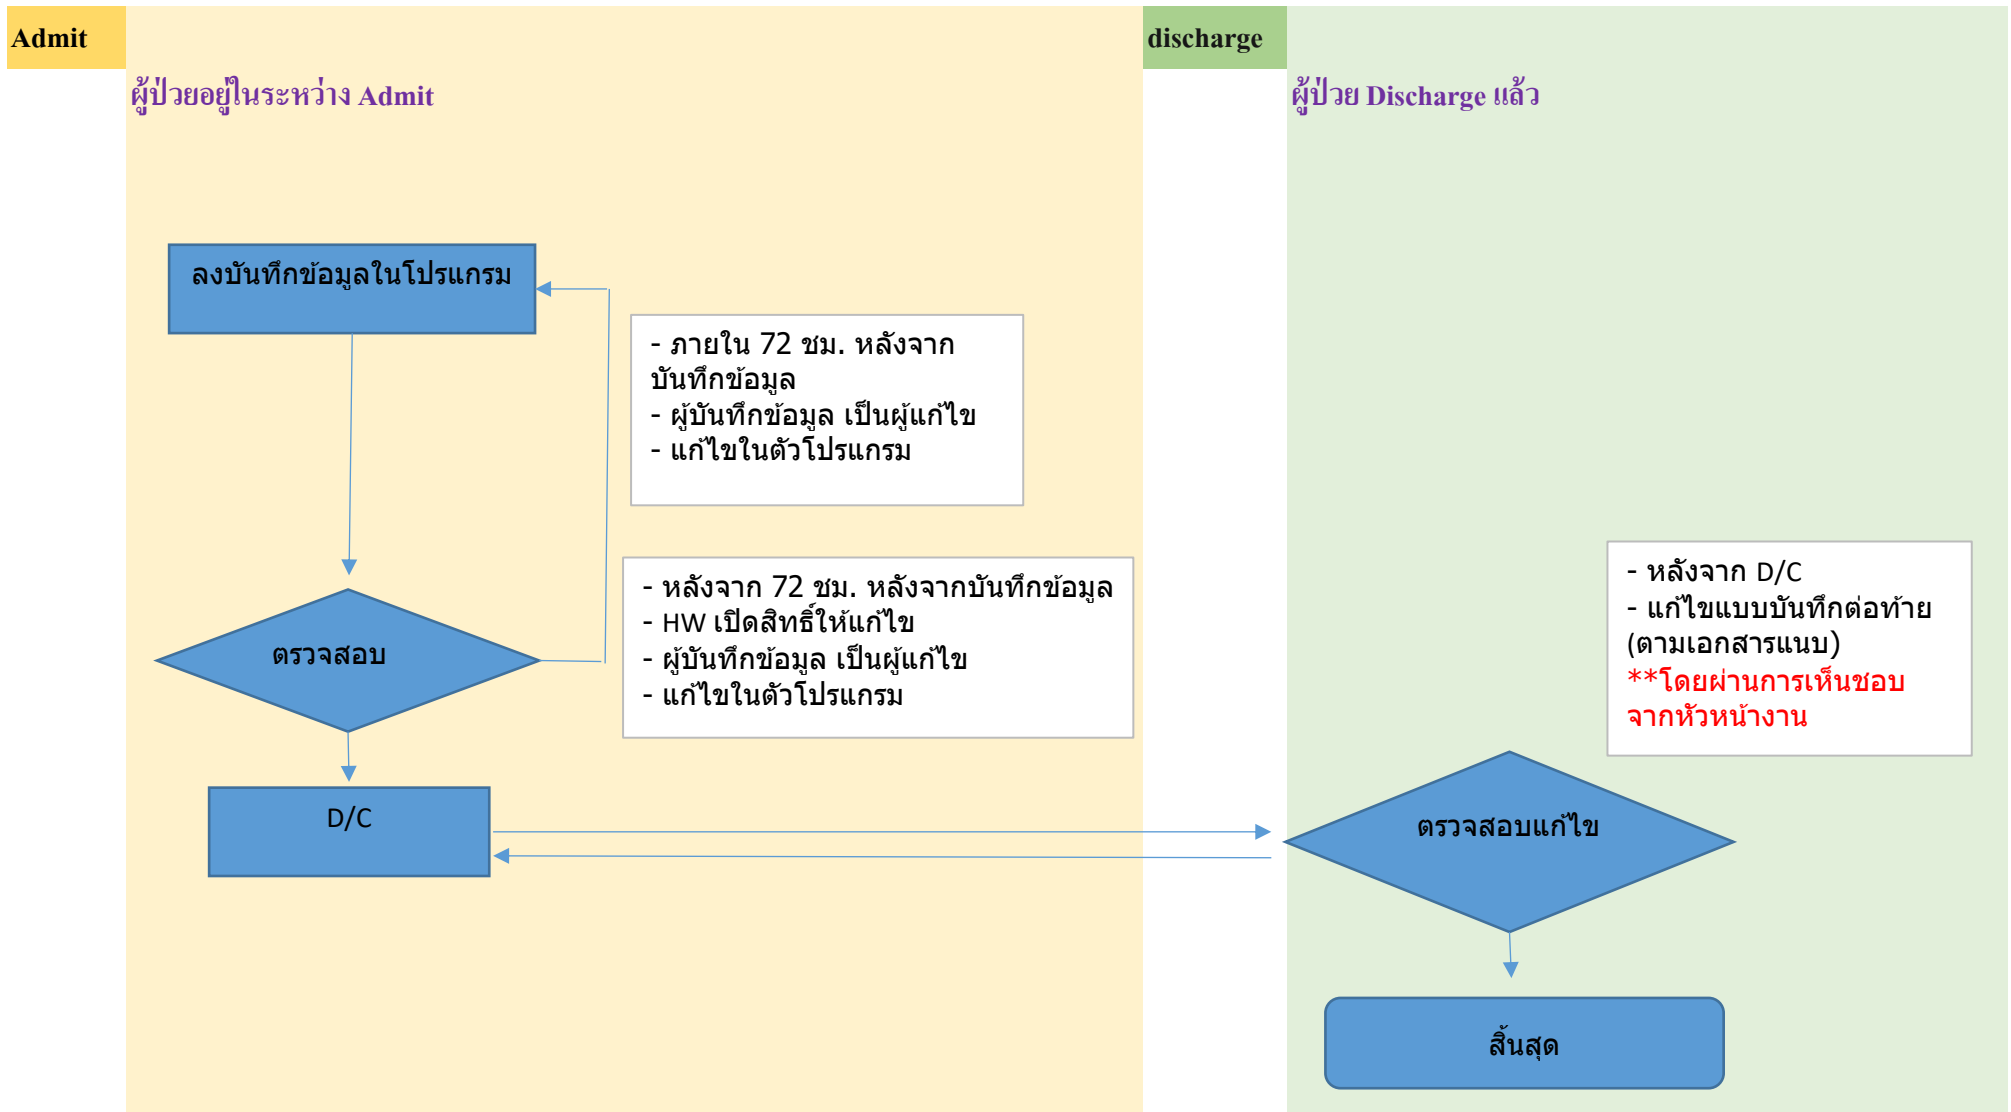 Admit
discharge
ผู้ป่วยอยู่ในระหว่าง Admit
ผู้ป่วย Discharge แล้ว
ลงบันทึกข้อมูลในโปรแกรม
- ภายใน 72 ชม. หลังจาก
บันทึกข้อมูล
- ผู้บันทึกข้อมูล เป็นผู้แก้ไข
- แก้ไขในตัวโปรแกรม
- หลังจาก 72 ชม. หลังจากบันทึกข้อมูล
- HW เปิดสิทธิ์ให้แก้ไข
- ผู้บันทึกข้อมูล เป็นผู้แก้ไข
- แก้ไขในตัวโปรแกรม
ตรวจสอบ
D/C
- หลังจาก D/C
- แก้ไขแบบบันทึกต่อท้าย
(ตามเอกสารแนบ)
**โดยผ่านการเห็นชอบ
จากหัวหน้างาน
ตรวจสอบแก้ไข
สิ้นสุด